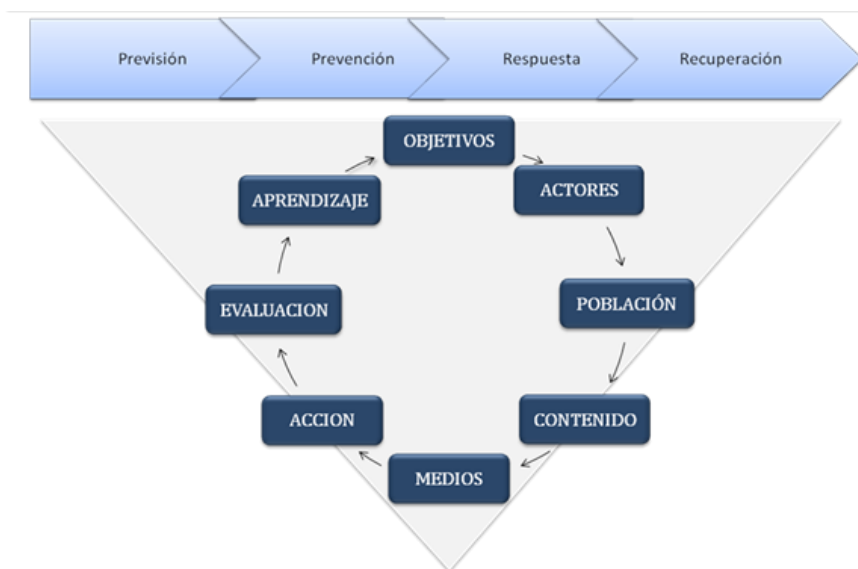 Previsión
Prevención
Respuesta
Recuperación
OBJETIVOS
ACTORES
POBLACIÓN
CONTENIDO
MEDIOS
ACCION
EVALUACION
APRENDIZAJE